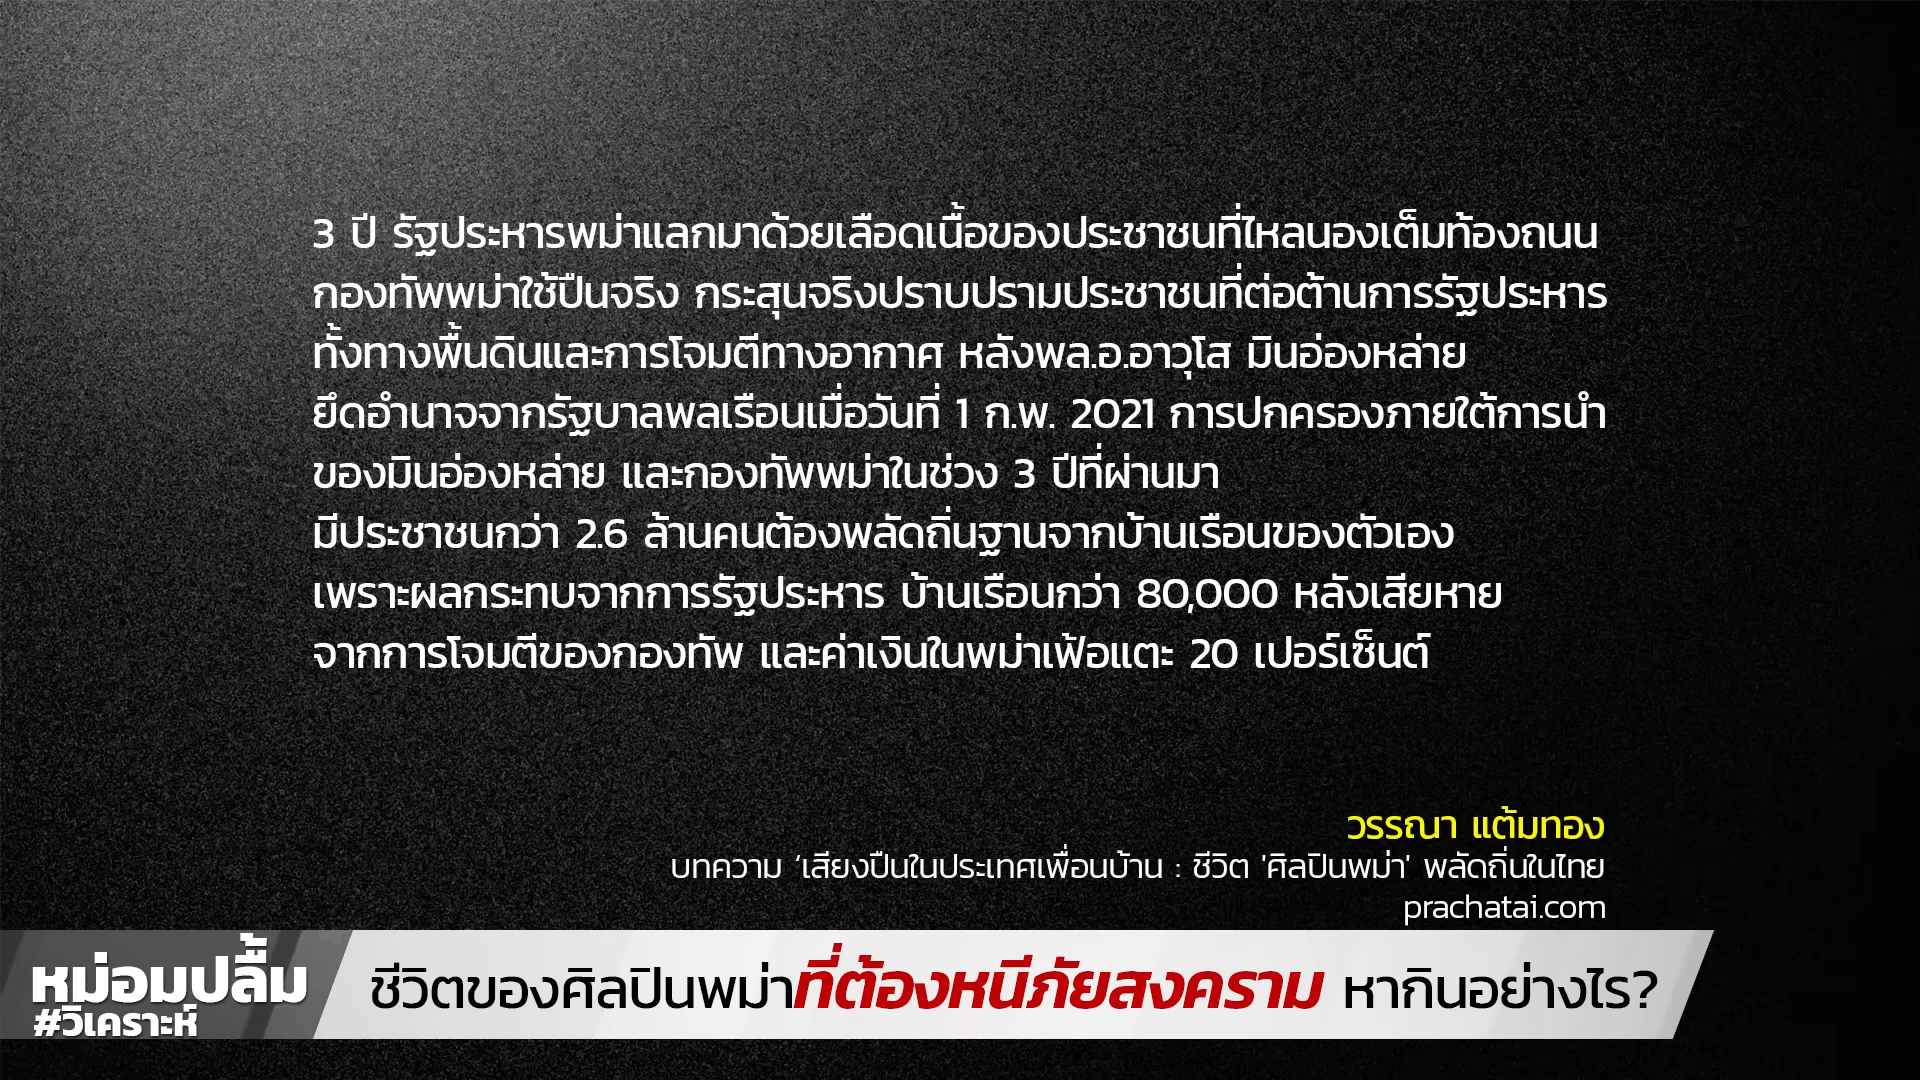 3 ปี รัฐประหารพม่าแลกมาด้วยเลือดเนื้อของประชาชนที่ไหลนองเต็มท้องถนน
กองทัพพม่าใช้ปืนจริง กระสุนจริงปราบปรามประชาชนที่ต่อต้านการรัฐประหาร
ทั้งทางพื้นดินและการโจมตีทางอากาศ หลังพล.อ.อาวุโส มินอ่องหล่าย
ยึดอำนาจจากรัฐบาลพลเรือนเมื่อวันที่ 1 ก.พ. 2021 การปกครองภายใต้การนำ
ของมินอ่องหล่าย และกองทัพพม่าในช่วง 3 ปีที่ผ่านมา
มีประชาชนกว่า 2.6 ล้านคนต้องพลัดถิ่นฐานจากบ้านเรือนของตัวเอง
เพราะผลกระทบจากการรัฐประหาร บ้านเรือนกว่า 80,000 หลังเสียหาย
จากการโจมตีของกองทัพ และค่าเงินในพม่าเฟ้อแตะ 20 เปอร์เซ็นต์
วรรณา แต้มทอง
บทความ ‘เสียงปืนในประเทศเพื่อนบ้าน : ชีวิต 'ศิลปินพม่า' พลัดถิ่นในไทย
prachatai.com
หม่อมปลื้ม
#วิเคราะห์
ชีวิตของศิลปินพม่าที่ต้องหนีภัยสงคราม หากินอย่างไร?